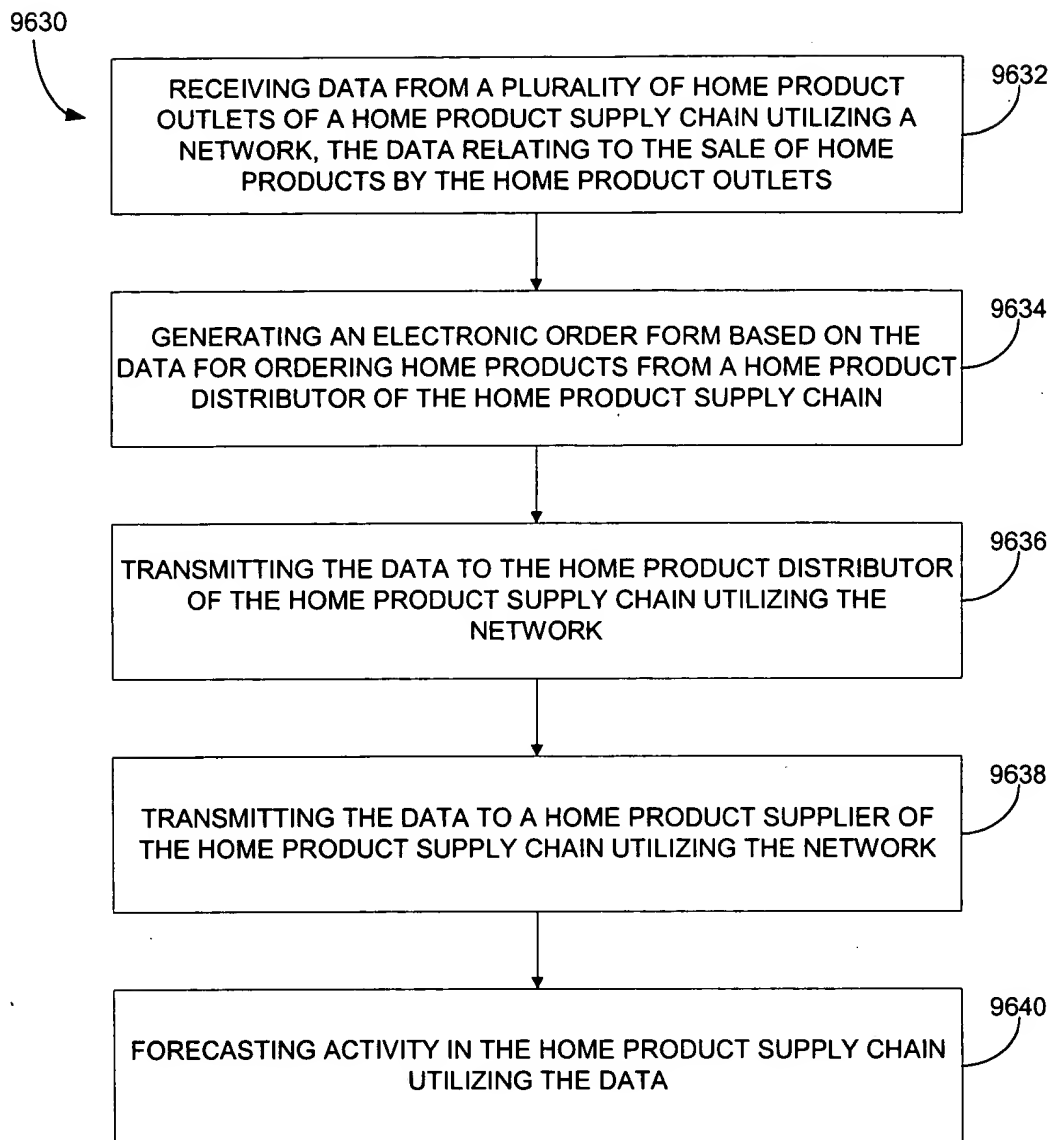 9630
RECEIVING DATA FROM A PLURALITY OF HOME PRODUCT
OUTLETS OF A HOME PRODUCT SUPPLY CHAIN UTILIZING A
NETWORK, THE DATA RELATING TO THE SALE OF HOME
PRODUCTS BY THE HOME PRODUCT OUTLETS
9632
GENERATING AN ELECTRONIC ORDER FORM BASED ON THE
DATA FOR ORDERING HOME PRODUCTS FROM A HOME PRODUCT
DISTRIBUTOR OF THE HOME PRODUCT SUPPLY CHAIN
9634
TRANSMITTING THE DATA TO THE HOME PRODUCT DISTRIBUTOR
OF THE HOME PRODUCT SUPPLY CHAIN UTILIZING THE
NETWORK
9636
TRANSMITTING THE DATA TO A HOME PRODUCT SUPPLIER OF
THE HOME PRODUCT SUPPLY CHAIN UTILIZING THE NETWORK
9638
FORECASTING ACTIVITY IN THE HOME PRODUCT SUPPLY CHAIN
UTILIZING THE DATA
9640